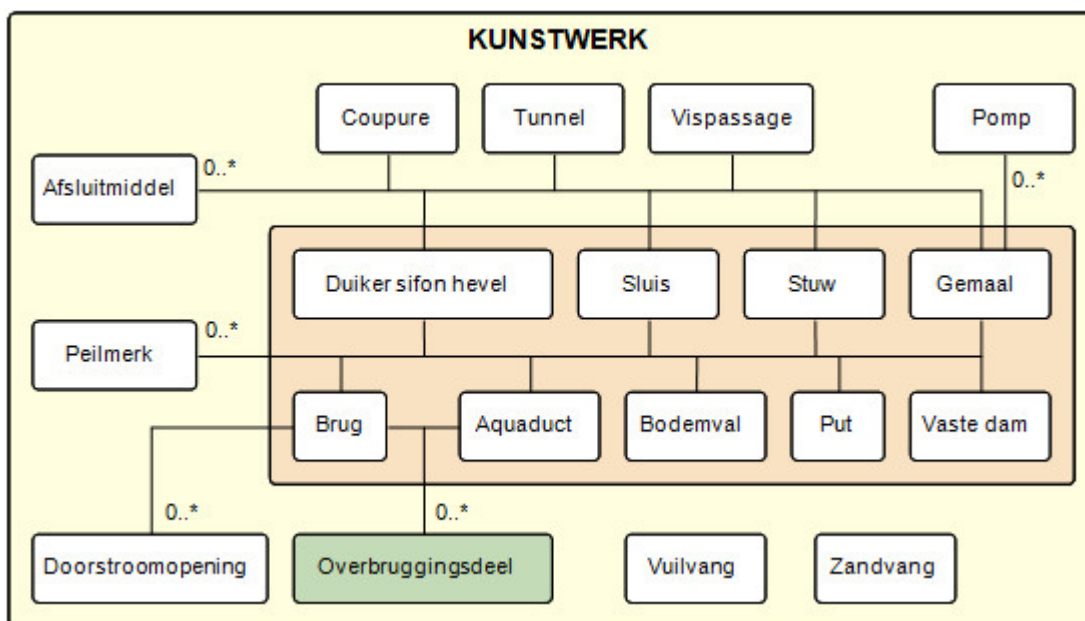 KUNSTWERK
Coupure
Tunnel
Vispassage
Pomp
Afsluitmiddel
0..*
0..*
Duiker sifon hevel
Sluis
Stuw
Gemaal
Peilmerk
0..*
Brug
Aquaduct
Bodemval
Put
Vaste dam
0..*
0..*
Doorstroomopening
Overbruggingsdeel
Vuilvang
Zandvang